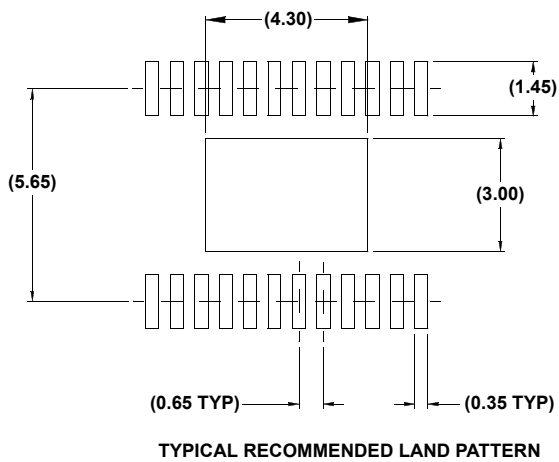 (4.30)
(1.45)
(5.65)
(3.00)
(0.65 TYP)
(0.35 TYP)
TYPICAL RECOMMENDED LAND PATTERN